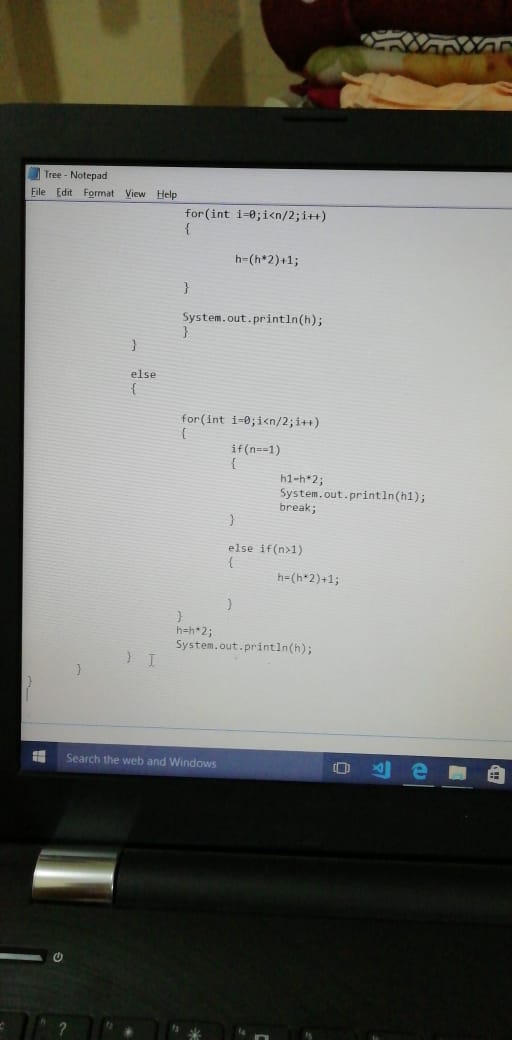 Tree - Notepad
File Edit Format View Help
for(int i=0;i<n/2;i++)
{
h=(h*2)+1;
}
System.out.println(h);
}
}
else
{
for(int i=0;i<n/2;i++)
{
if(n==1)
{
h1=h*2;
System.out.println(h1);
break;
}
else if(n>1)
{
h=(h*2)+1;
}
}
h=h*2;
System.out.println(h);
}
}
}
Search the web and Windows
?